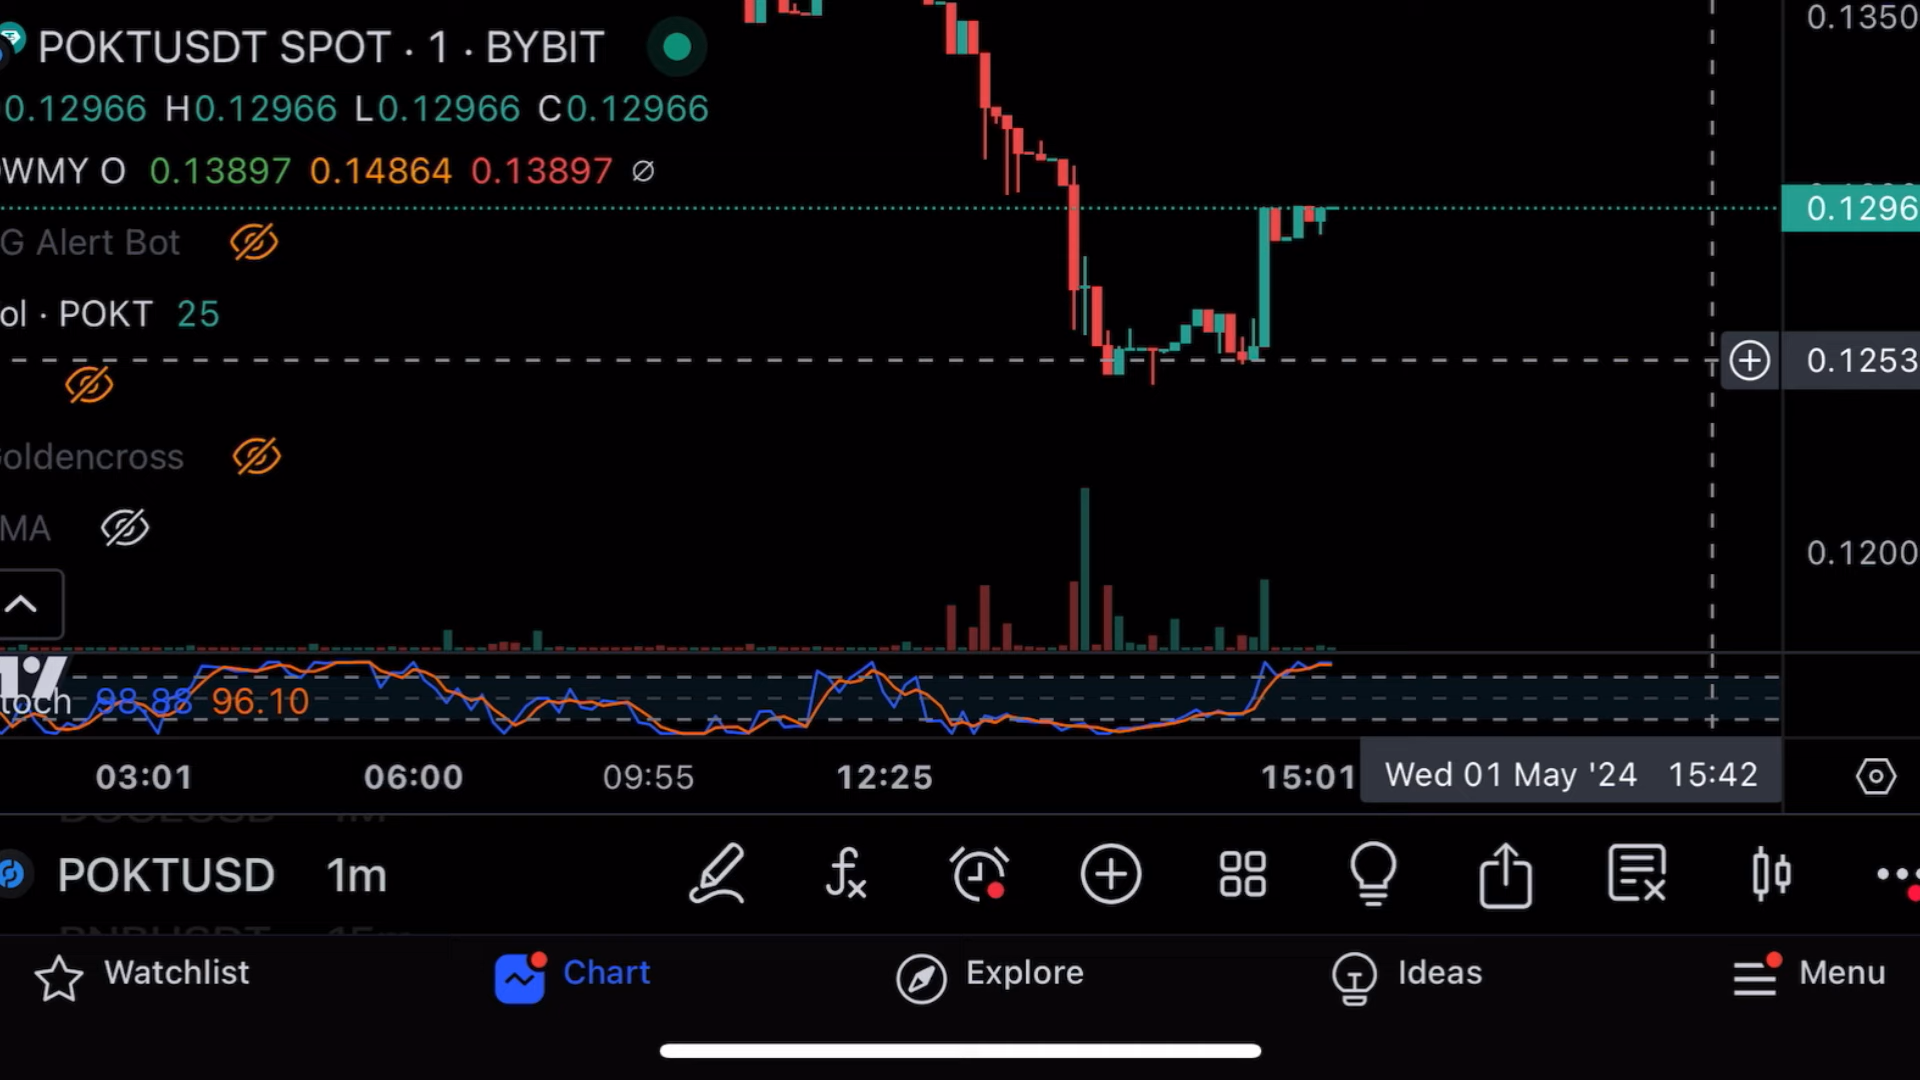 0.1350
POKTUSDT SPOT · 1 · BYBIT
0.12966 H0.12966 L0.12966 C0.12966
WMY O 0.13897 0.14864 0.13897 ∅
0.1296
G Alert Bot
ol · POKT 25
0.1253
oldencross
MA
0.1200
toch 98.88 96.10
03:01 06:00 09:55 12:25 15:01 Wed 01 May '24 15:42
POKTUSD 1m
Watchlist Chart Explore Ideas Menu